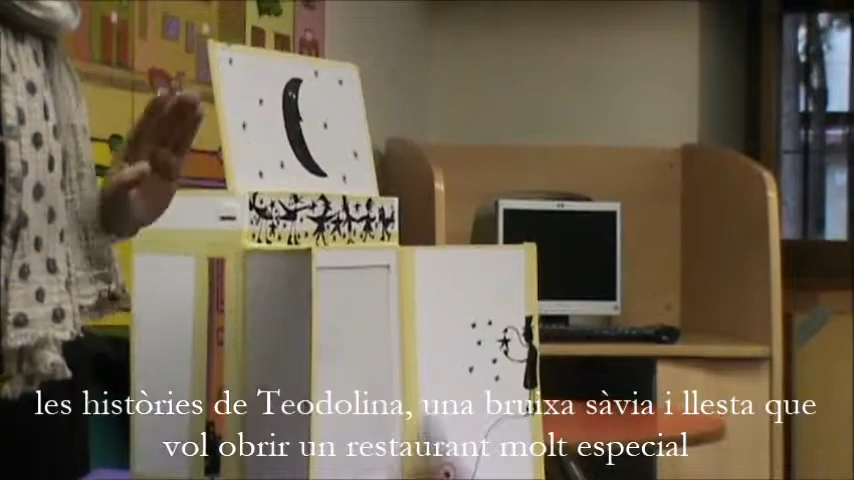 les històries de Teodolina, una bruixa sàvia i llesta que
vol obrir un restaurant molt especial